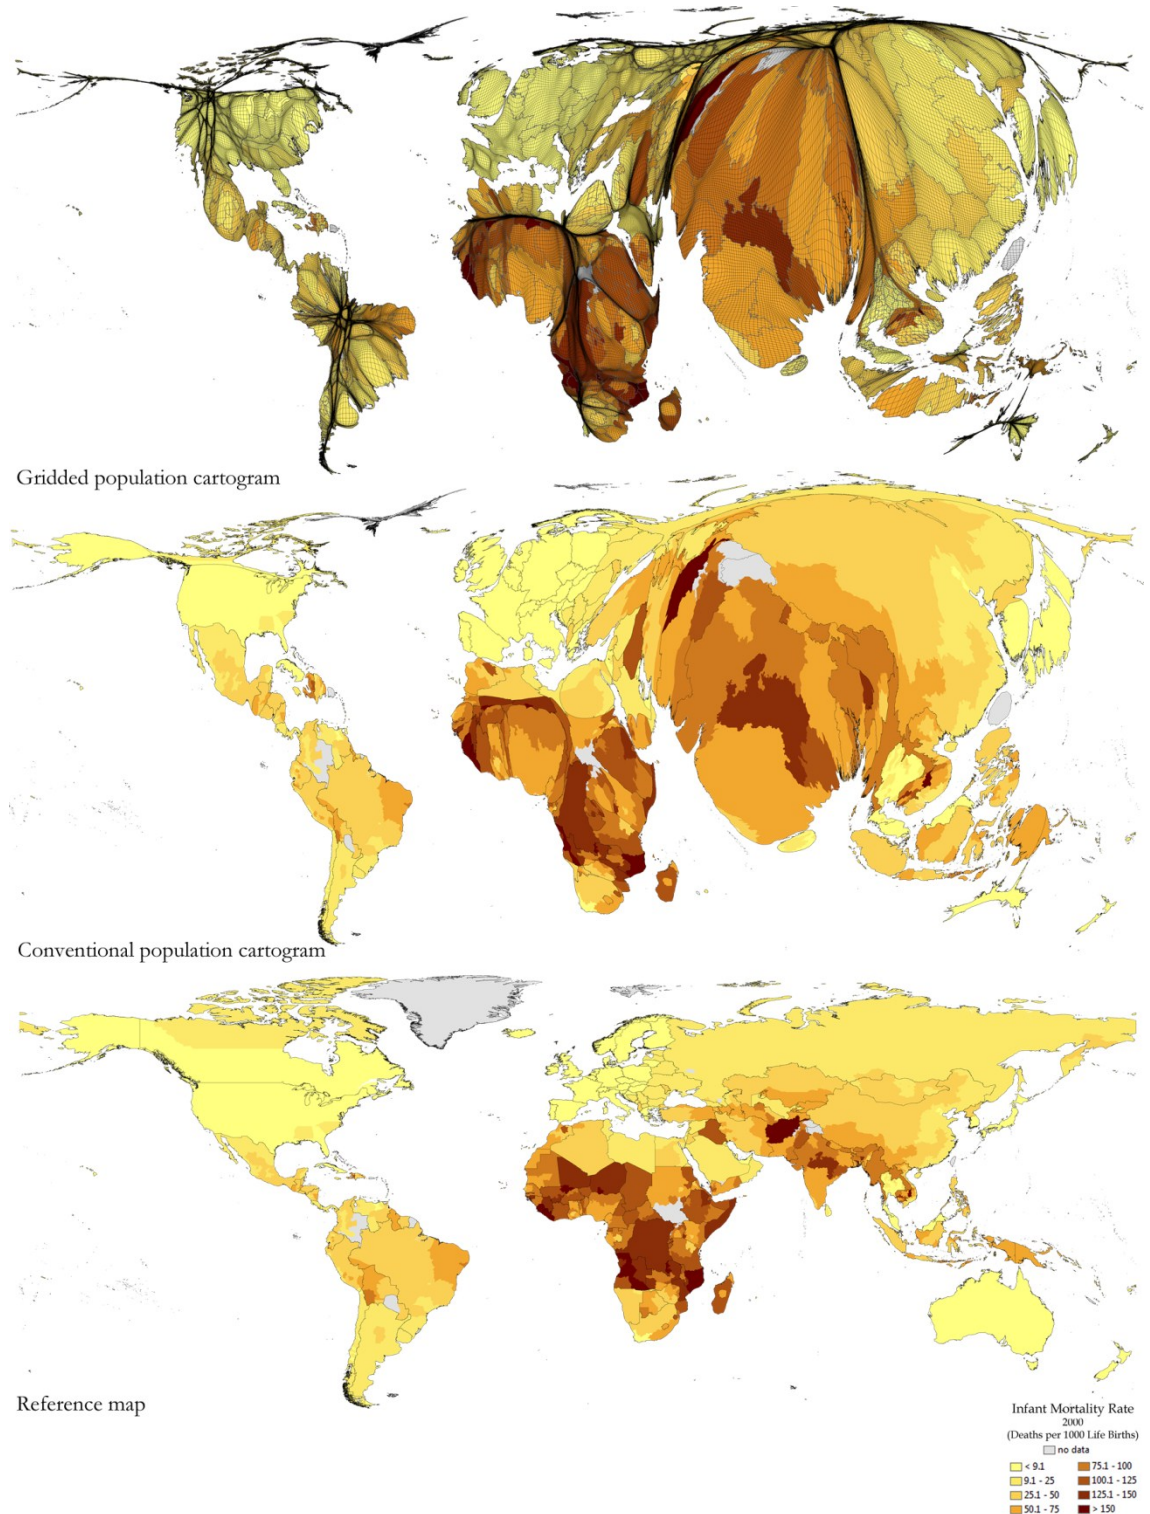 Gridded population cartogram
Conventional population cartogram
Reference map
Infant Mortality Rate
2000
(Deaths per 1000 Life Births)
no data
< 9.1
9.1 - 25
25.1 - 50
50.1 - 75
75.1 - 100
100.1 - 125
125.1 - 150
> 150